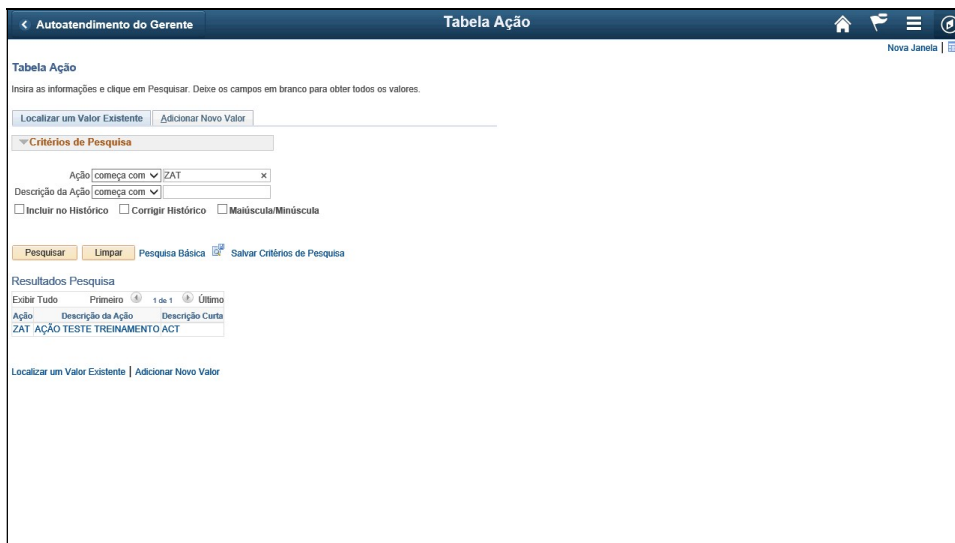 Autoatendimento do Gerente Tabela Ação
Nova Janela
Tabela Ação
Insira as informações e clique em Pesquisar. Deixe os campos em branco para obter todos os valores.
Localizar um Valor Existente Adicionar Novo Valor
Critérios de Pesquisa
Ação começa com ZAT ×
Descrição da Ação começa com
Incluir no Histórico Corrigir Histórico Maiúscula/Minúscula
Pesquisar Limpar Pesquisa Básica Salvar Critérios de Pesquisa
Resultados Pesquisa
Exibir Tudo Primeiro 1 de 1 Último
Ação Descrição da Ação Descrição Curta
ZAT AÇÃO TESTE TREINAMENTO ACT
Localizar um Valor Existente | Adicionar Novo Valor